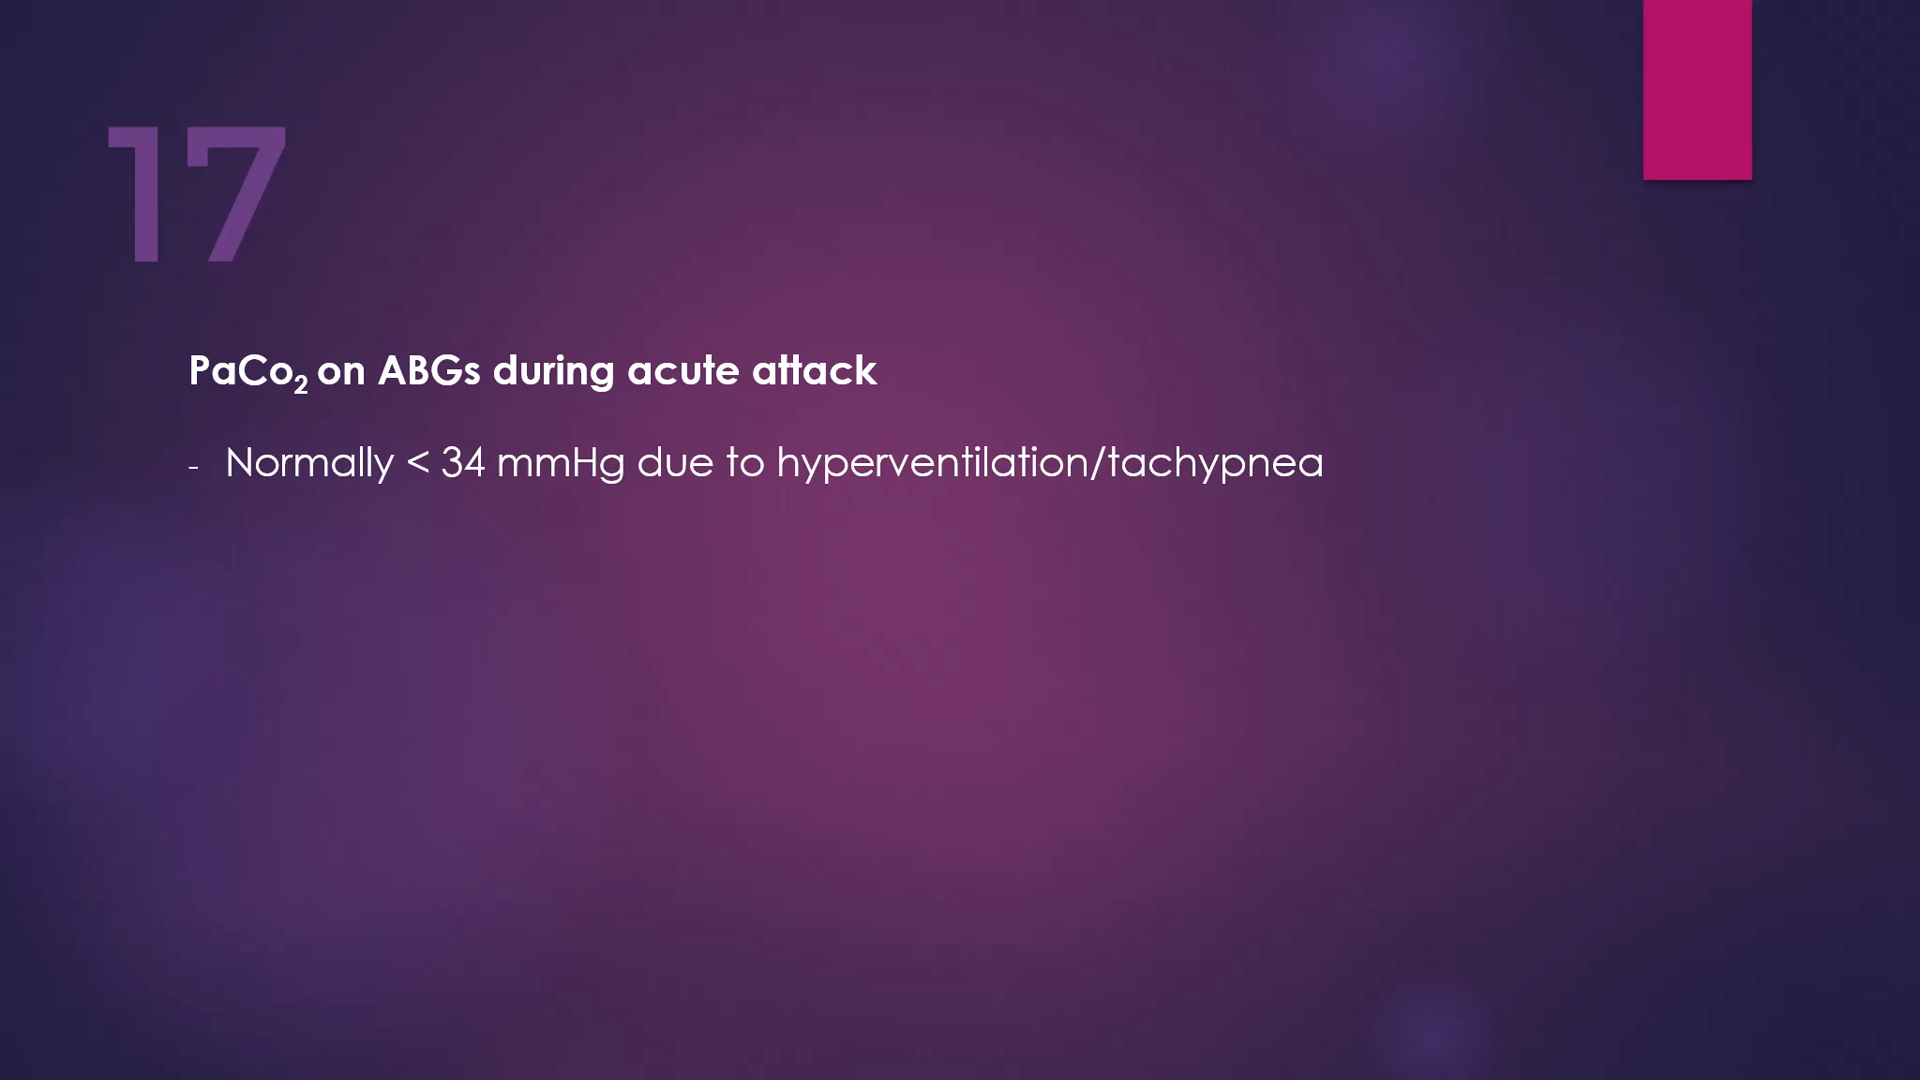 17
PaCo₂ on ABGs during acute attack
- Normally < 34 mmHg due to hyperventilation/tachypnea